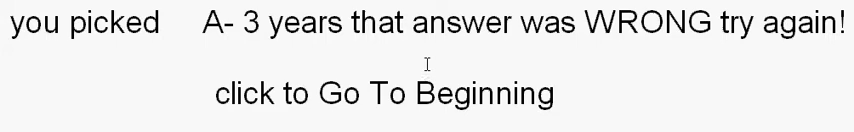 you picked A- 3 years that answer was WRONG try again!
click to Go To Beginning